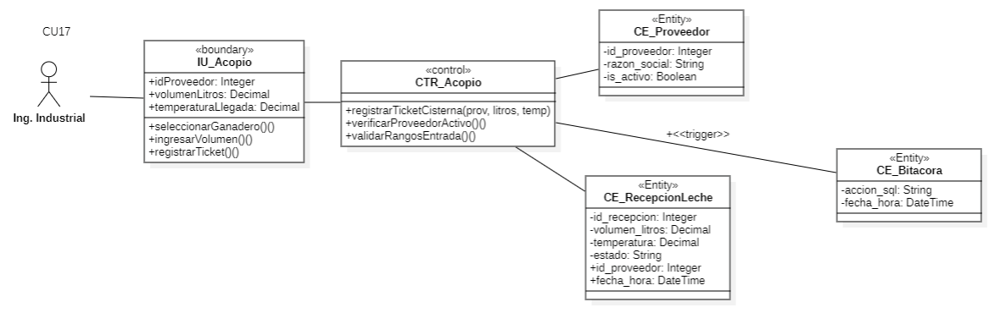 CU17
Ing. Industrial
«boundary»
IU_Acopio
+idProveedor: Integer
+volumenLitros: Decimal
+temperaturaLlegada: Decimal
+seleccionarGanadero()()
+ingresarVolumen()()
+registrarTicket()()
«control»
CTR_Acopio
+registrarTicketCisterna(prov, litros, temp)
+verificarProveedorActivo()()
+validarRangosEntrada()()
«Entity»
CE_Proveedor
-id_proveedor: Integer
-razon_social: String
-is_activo: Boolean
+<<trigger>>
«Entity»
CE_Bitacora
-accion_sql: String
-fecha_hora: DateTime
«Entity»
CE_RecepcionLeche
-id_recepcion: Integer
-volumen_litros: Decimal
-temperatura: Decimal
-estado: String
+id_proveedor: Integer
+fecha_hora: DateTime